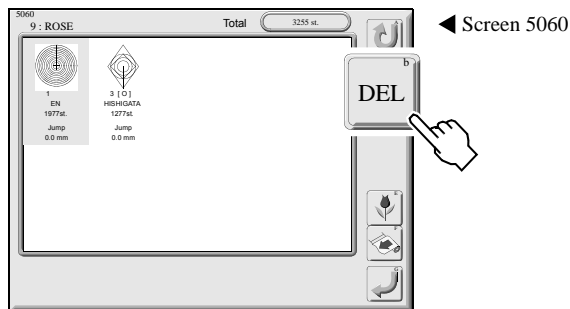 5060
9 : ROSE
Total
3255 st.
◀ Screen 5060
b
DEL
1
EN
1977st.
Jump
0.0 mm
3 [ O ]
HISHIGATA
1277st.
Jump
0.0 mm